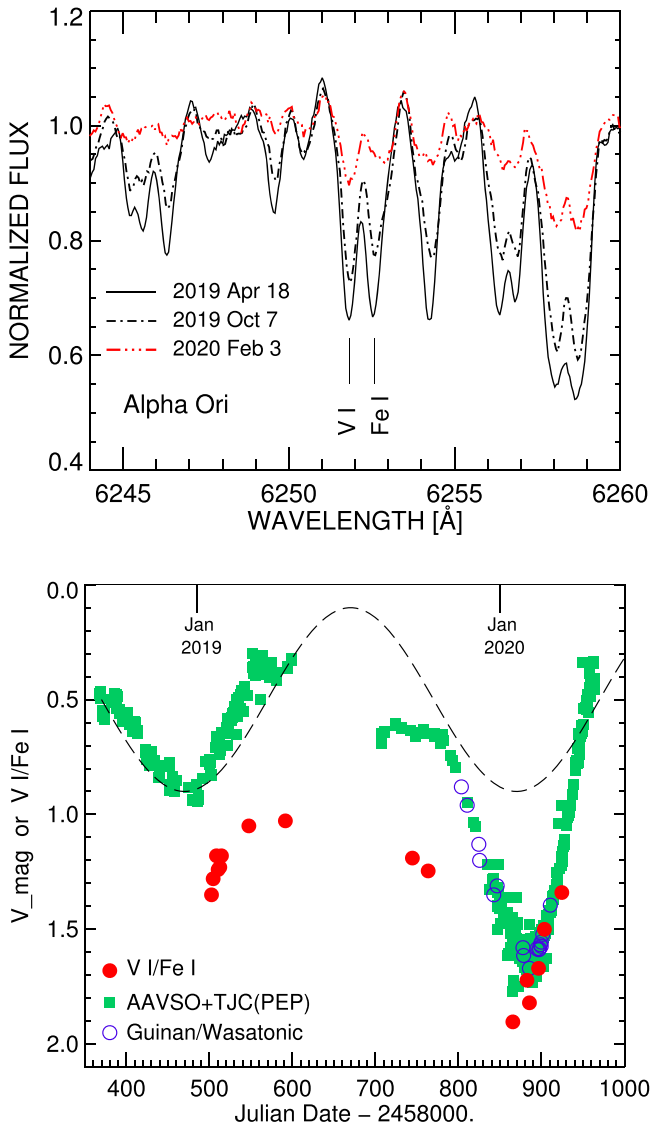 1.2
1.0
0.8
0.6
0.4
NORMALIZED FLUX
2019 Apr 18
2019 Oct 7
2020 Feb 3
Alpha Ori
V I
Fe I
6245 6250 6255 6260
WAVELENGTH [Å]
0.0
0.5
1.0
1.5
2.0
V_mag or V I/Fe I
Jan
2019
Jan
2020
V I/Fe I
AAVSO+TJC(PEP)
Guinan/Wasatonic
400 500 600 700 800 900 1000
Julian Date − 2458000.